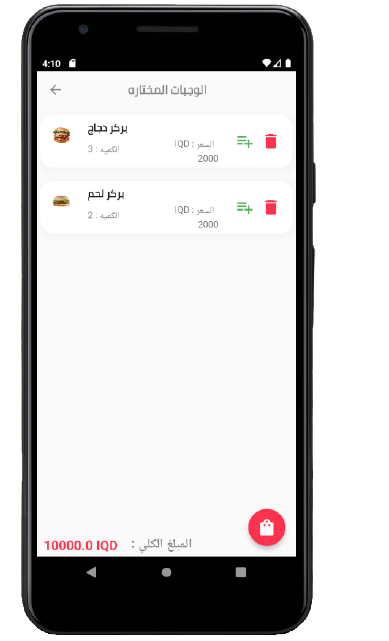 4:10
الوجبات المختاره
بركر دجاج
الكميه : 3
السعر : IQD
2000
بركر لحم
الكميه : 2
السعر : IQD
2000
المبلغ الكلي : 10000.0 IQD